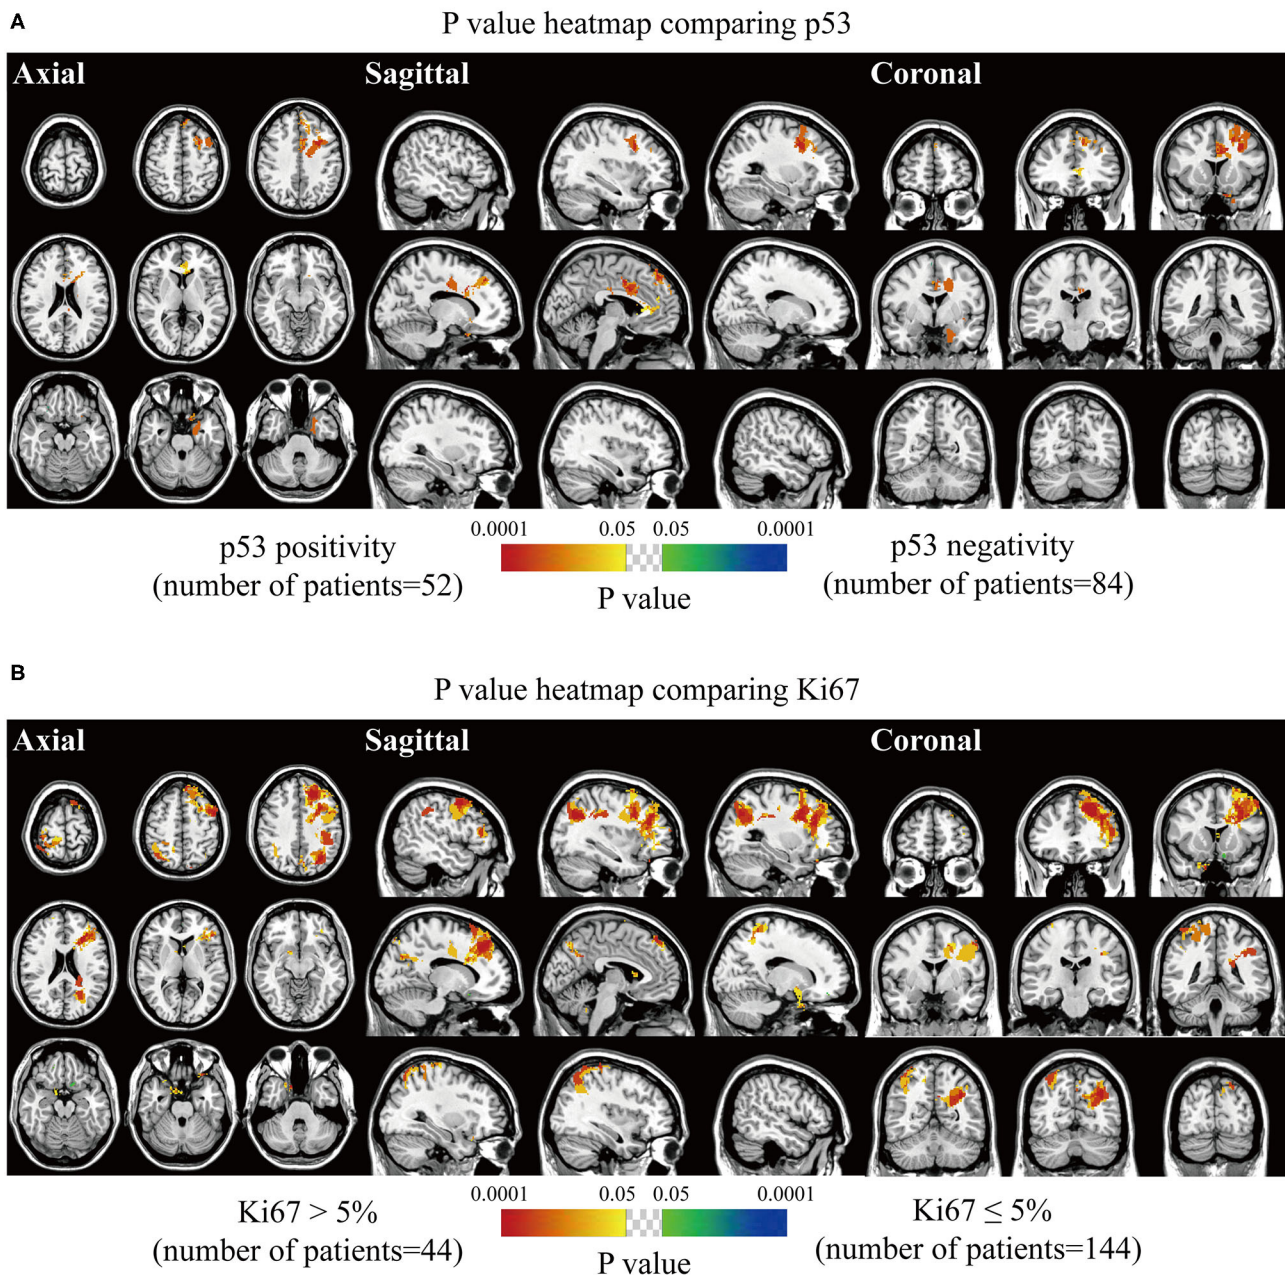 A
P value heatmap comparing p53
Axial
Sagittal
Coronal
0.0001 0.05 0.05 0.0001
p53 positivity
(number of patients=52)
P value
p53 negativity
(number of patients=84)
B
P value heatmap comparing Ki67
Axial
Sagittal
Coronal
0.0001 0.05 0.05 0.0001
Ki67 > 5%
(number of patients=44)
P value
Ki67 ≤ 5%
(number of patients=144)